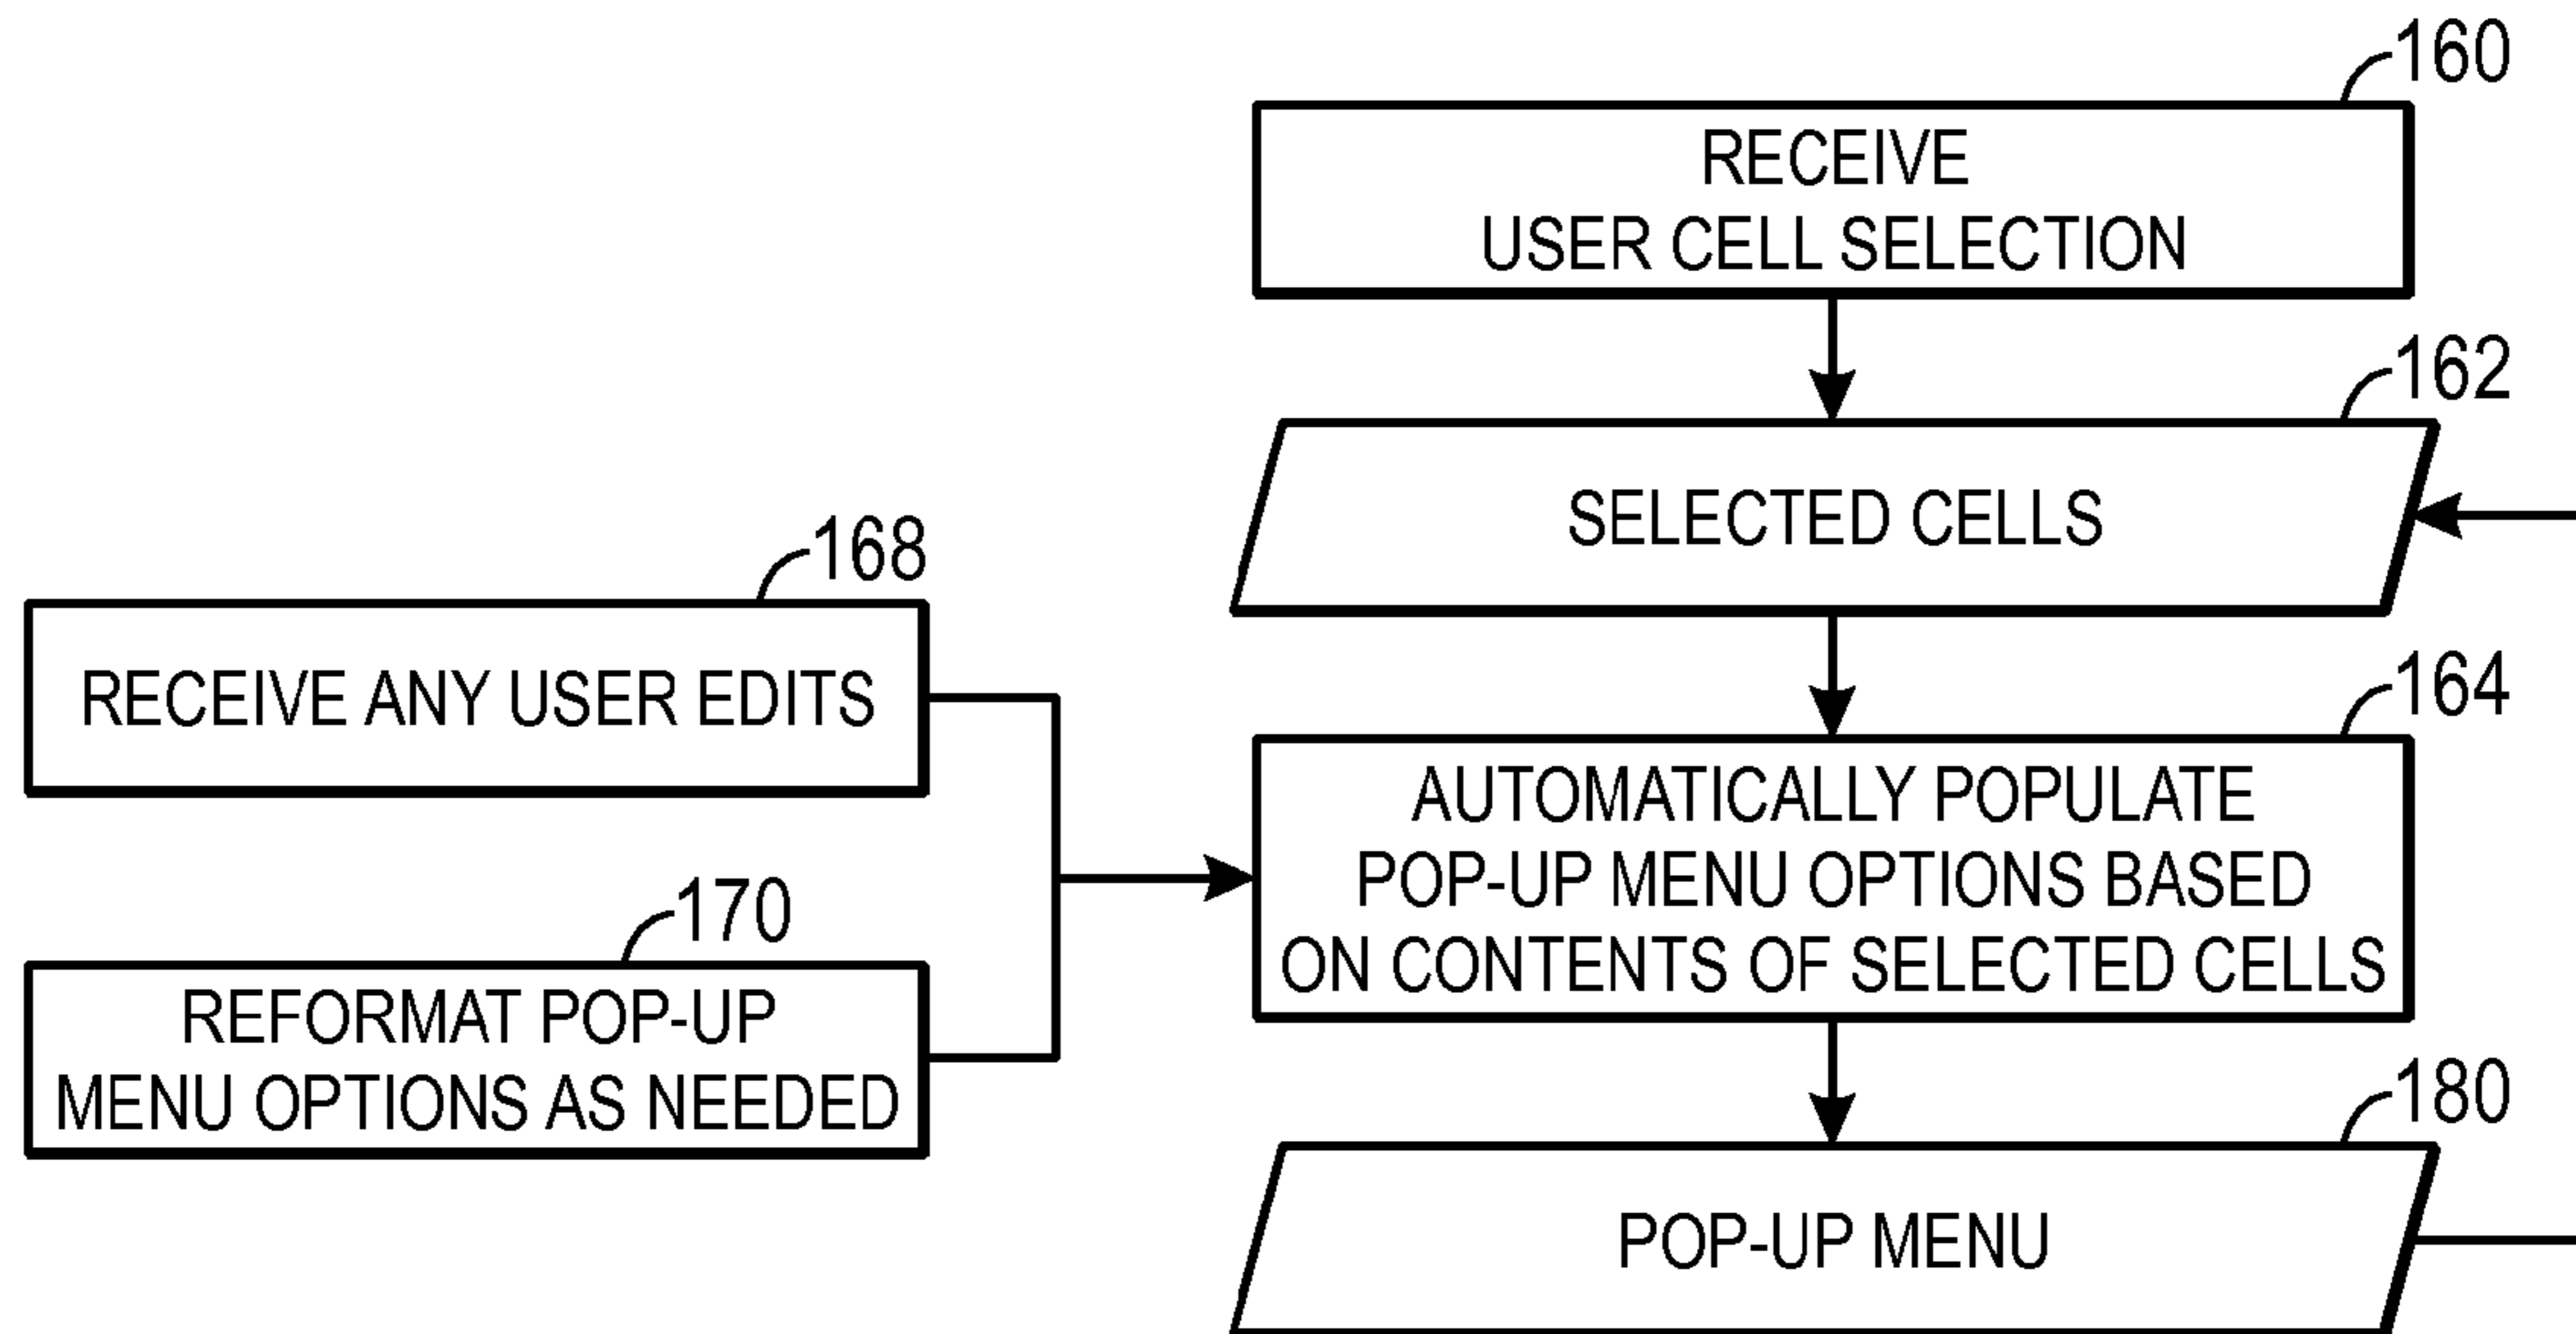 160
RECEIVE
USER CELL SELECTION
162
SELECTED CELLS
168
RECEIVE ANY USER EDITS
164
AUTOMATICALLY POPULATE
POP-UP MENU OPTIONS BASED
ON CONTENTS OF SELECTED CELLS
170
REFORMAT POP-UP
MENU OPTIONS AS NEEDED
180
POP-UP MENU